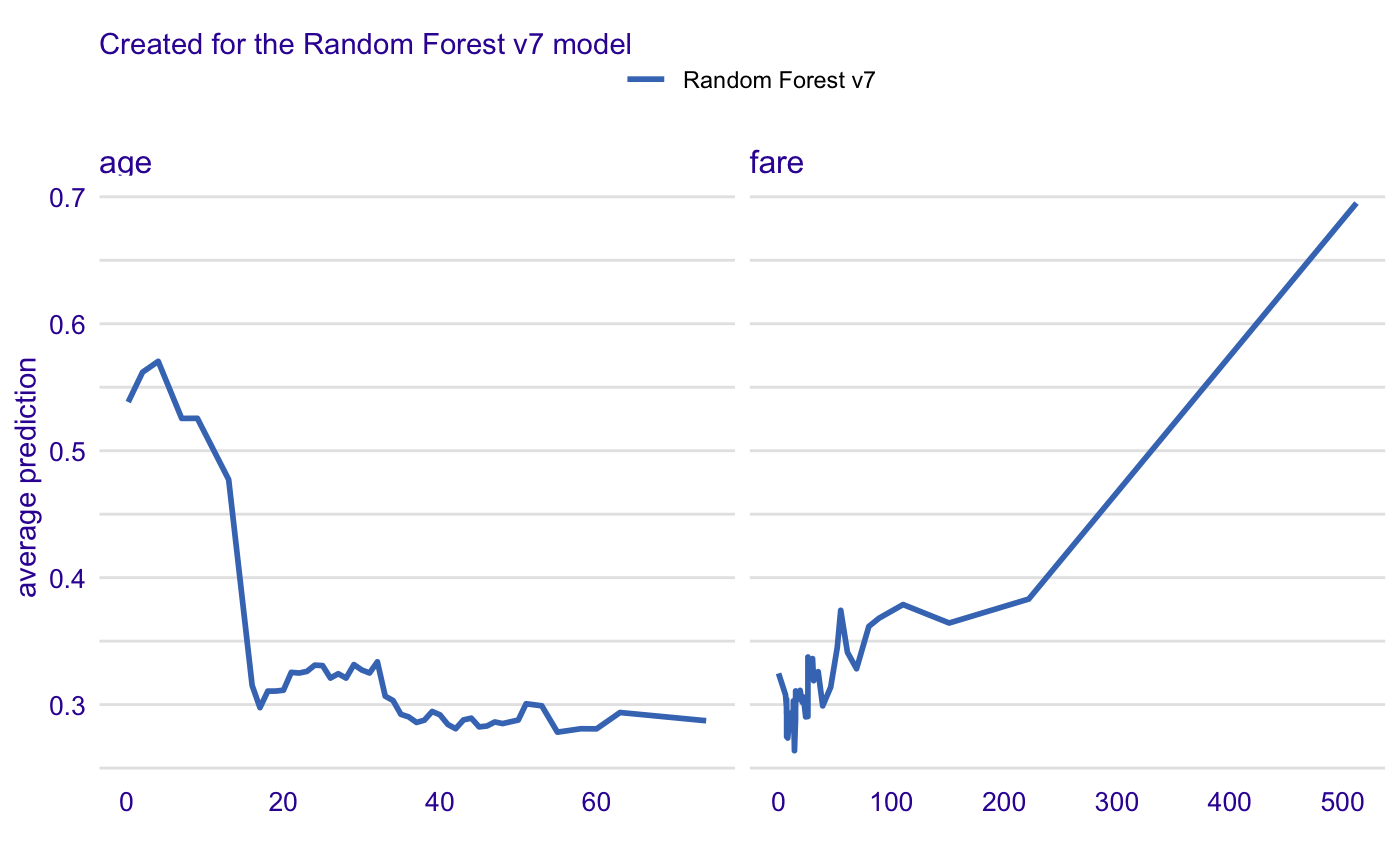 Created for the Random Forest v7 model
Random Forest v7
age
fare
average prediction
0.7
0.6
0.5
0.4
0.3
0 20 40 60
0 100 200 300 400 500